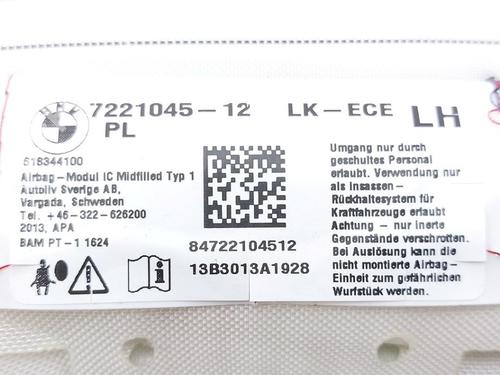 BMW
7221045-12 LK-ECE LH
PL
618344100
Airbag-Modul IC Midfilled Typ 1
Autoliv Sverige AB,
Vargada, Schweden
Tel. +46-322-626200
2013, APA
BAM PT-1 1624
84722104512
13B3013A1928
Umgang nur durch
geschultes Personal
erlaubt. Verwendung nur
als Insassen-
Rückhaltesystem für
Kraftfahrzeuge erlaubt
Achtung - nur inerte
Gegenstände verschrotten.
Bei Auslösung kann die
nicht montierte Airbag-
Einheit zum gefährlichen
Wurfstück werden.